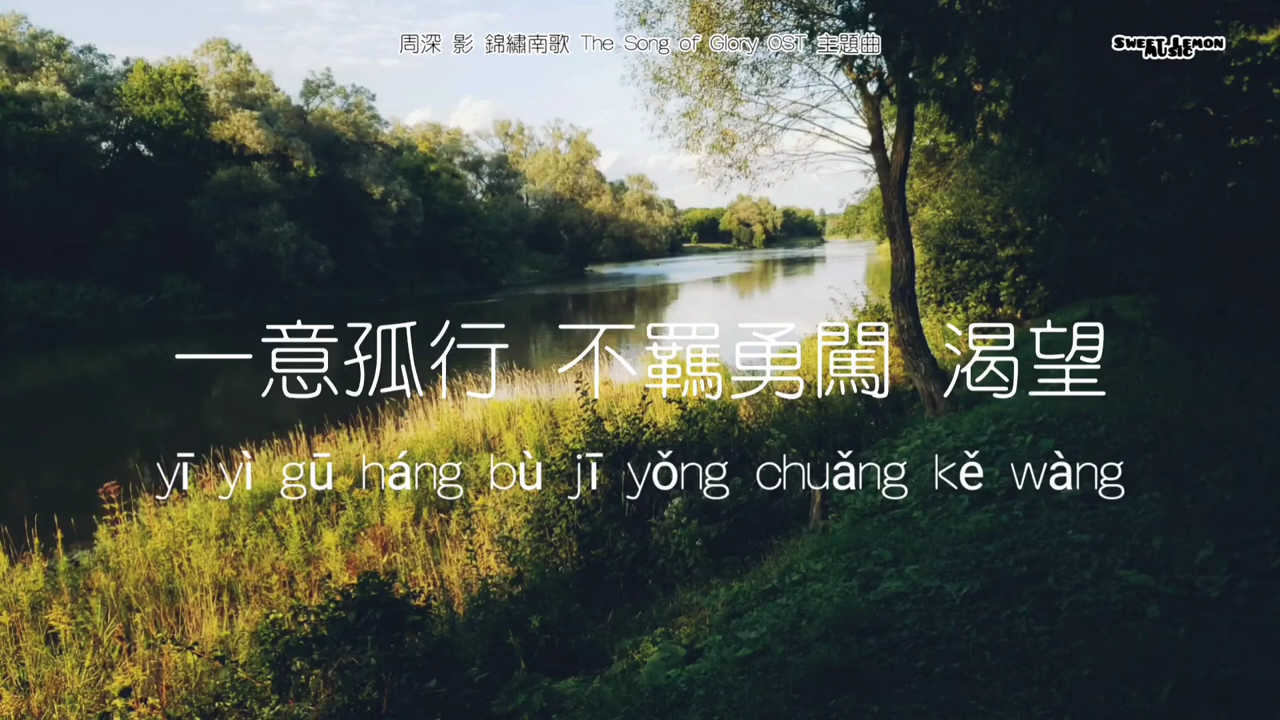 周深 影 錦繡南歌 The Song of Glory OST 主題曲
Sweet Lemon
Music
一意孤行 不羈勇闖 渴望
yī yì gū háng bù jī yǒng chuǎng kě wàng